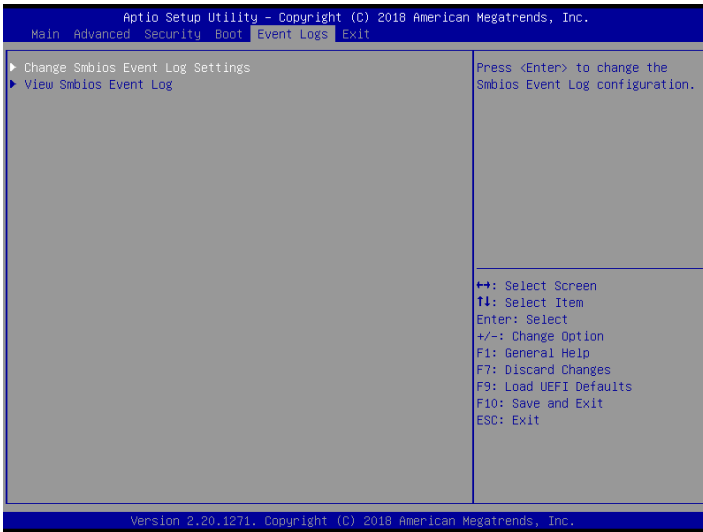 Aptio Setup Utility – Copyright (C) 2018 American Megatrends, Inc.
Main Advanced Security Boot Event Logs Exit
▶ Change Smbios Event Log Settings
▶ View Smbios Event Log
Press <Enter> to change the
Smbios Event Log configuration.
↔: Select Screen
↑↓: Select Item
Enter: Select
+/-: Change Option
F1: General Help
F7: Discard Changes
F9: Load UEFI Defaults
F10: Save and Exit
ESC: Exit
Version 2.20.1271. Copyright (C) 2018 American Megatrends, Inc.